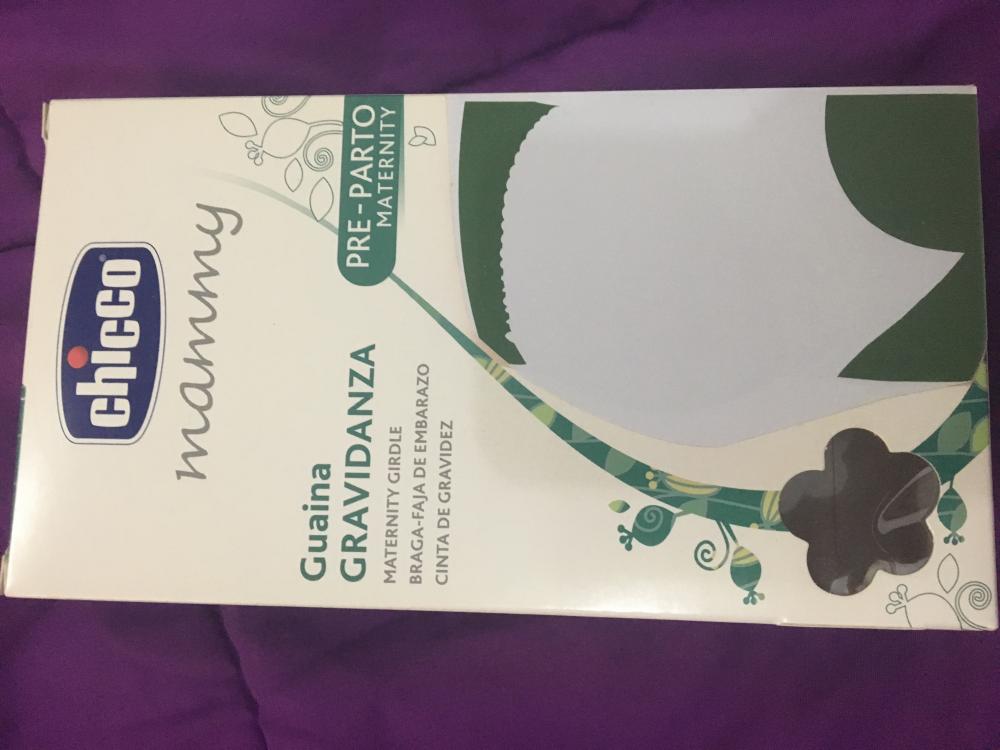 chicco
mammy
PRE-PARTO
MATERNITY
Guaina
GRAVIDANZA
MATERNITY GIRDLE
BRAGA-FAJA DE EMBARAZO
CINTA DE GRAVIDEZ